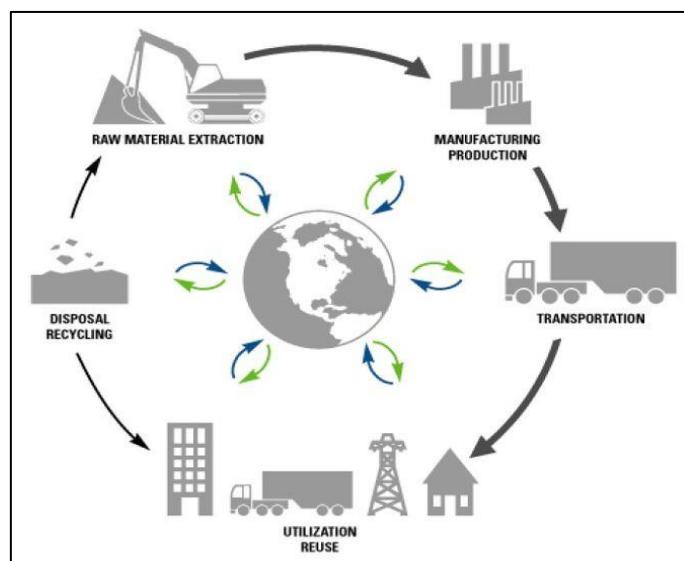 RAW MATERIAL EXTRACTION
MANUFACTURING
PRODUCTION
DISPOSAL
RECYCLING
TRANSPORTATION
UTILIZATION
REUSE